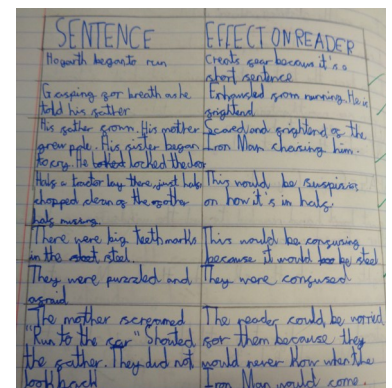 SENTENCE EFFECT ON READER
Hogarth began to run
Creats fear becaus it's a
short sentence
Gasping for breath as he
told his father
Exhausted from running. He is
frightend
His father frown. His mother
grew pale. His sister began
to cry. He locked the door
Scared and frightend of the
Iron Man chasing him.
Half a tractor lay there, just half
chopped clean of the other
half missing
This would be suspisios
on how it's in half
There were big teeth marks
in the steel.
This would be confusing
because it would be steel
They were puzzled and
afraid
They were confused
The mother screamed
"Run to the car" Shouted
the father. They did not
look back
The reader could be worried
for them because they
would never know when the
Iron Man would come.